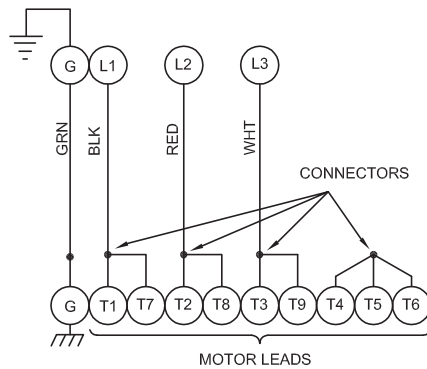 G L1 L2 L3
GRN BLK RED WHT
CONNECTORS
G T1 T7 T2 T8 T3 T9 T4 T5 T6
MOTOR LEADS